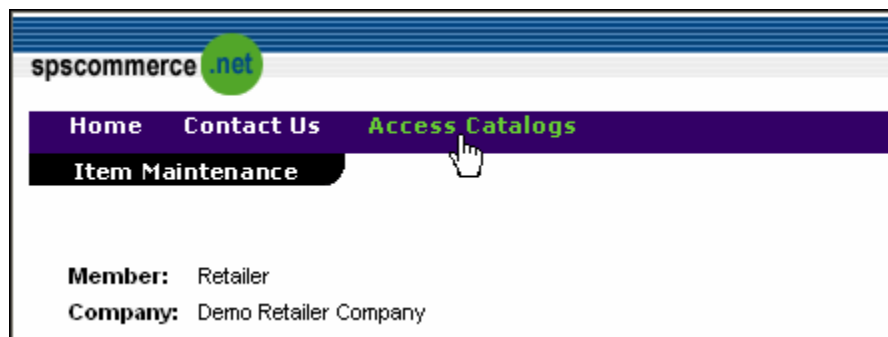 spscommerce .net
Home Contact Us Access Catalogs
Item Maintenance
Member: Retailer
Company: Demo Retailer Company